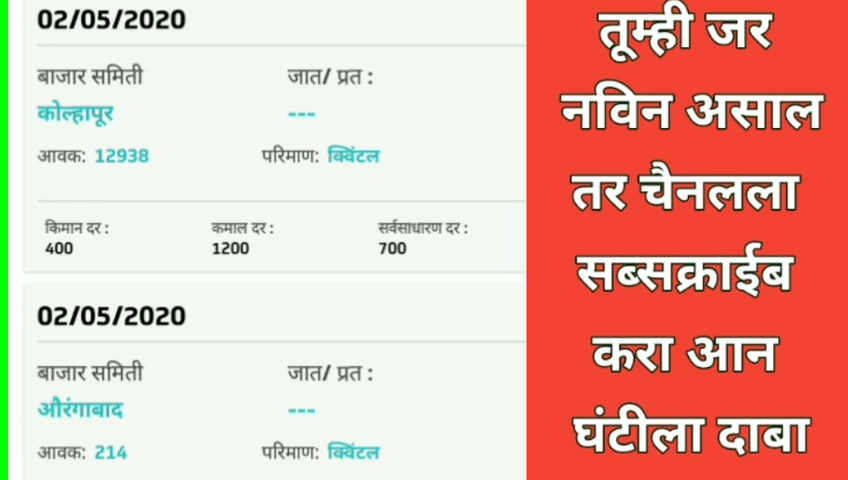 02/05/2020
बाजार समिती जात/ प्रत :
कोल्हापूर ---
आवक: 12938 परिमाण: क्विंटल
किमान दर : कमाल दर : सर्वसाधारण दर :
400 1200 700
02/05/2020
बाजार समिती जात/ प्रत :
औरंगाबाद ---
आवक: 214 परिमाण: क्विंटल
तूम्ही जर
नविन असाल
तर चैनलला
सब्सक्राईब
करा आन
घंटीला दाबा